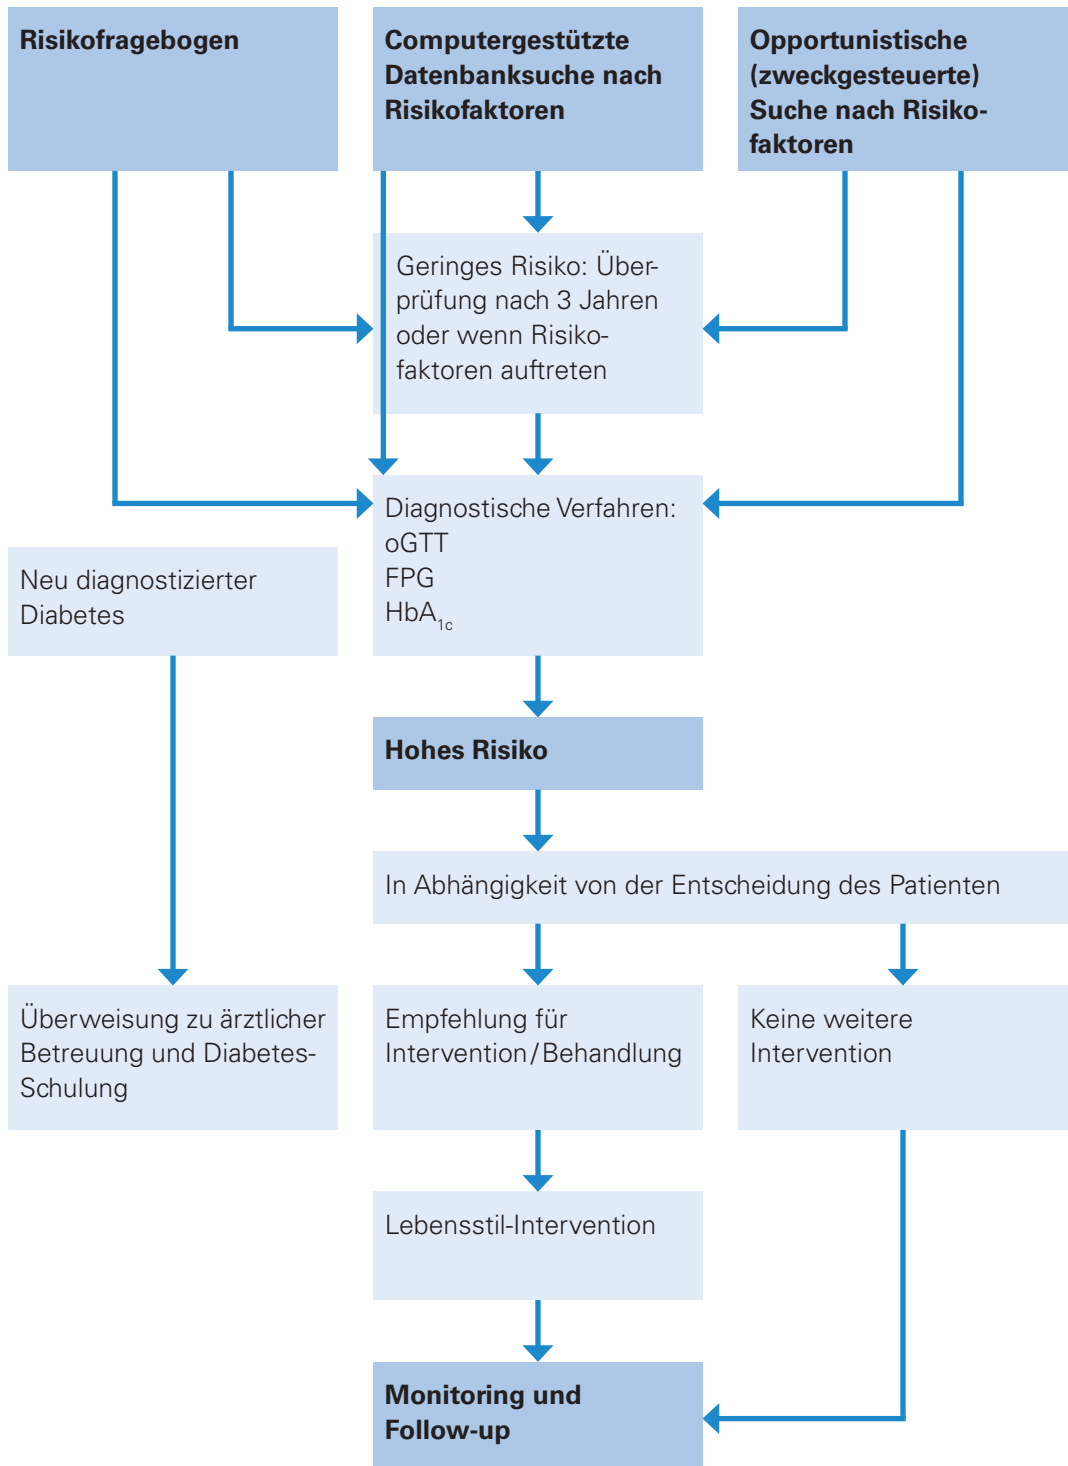 Risikofragebogen
Computergestützte
Datenbanksuche nach
Risikofaktoren
Opportunistische
(zweckgesteuerte)
Suche nach Risiko-
faktoren
Geringes Risiko: Über-
prüfung nach 3 Jahren
oder wenn Risiko-
faktoren auftreten
Diagnostische Verfahren:
oGTT
FPG
HbA1c
Neu diagnostizierter
Diabetes
Hohes Risiko
In Abhängigkeit von der Entscheidung des Patienten
Überweisung zu ärztlicher
Betreuung und Diabetes-
Schulung
Empfehlung für
Intervention/Behandlung
Keine weitere
Intervention
Lebensstil-Intervention
Monitoring und
Follow-up